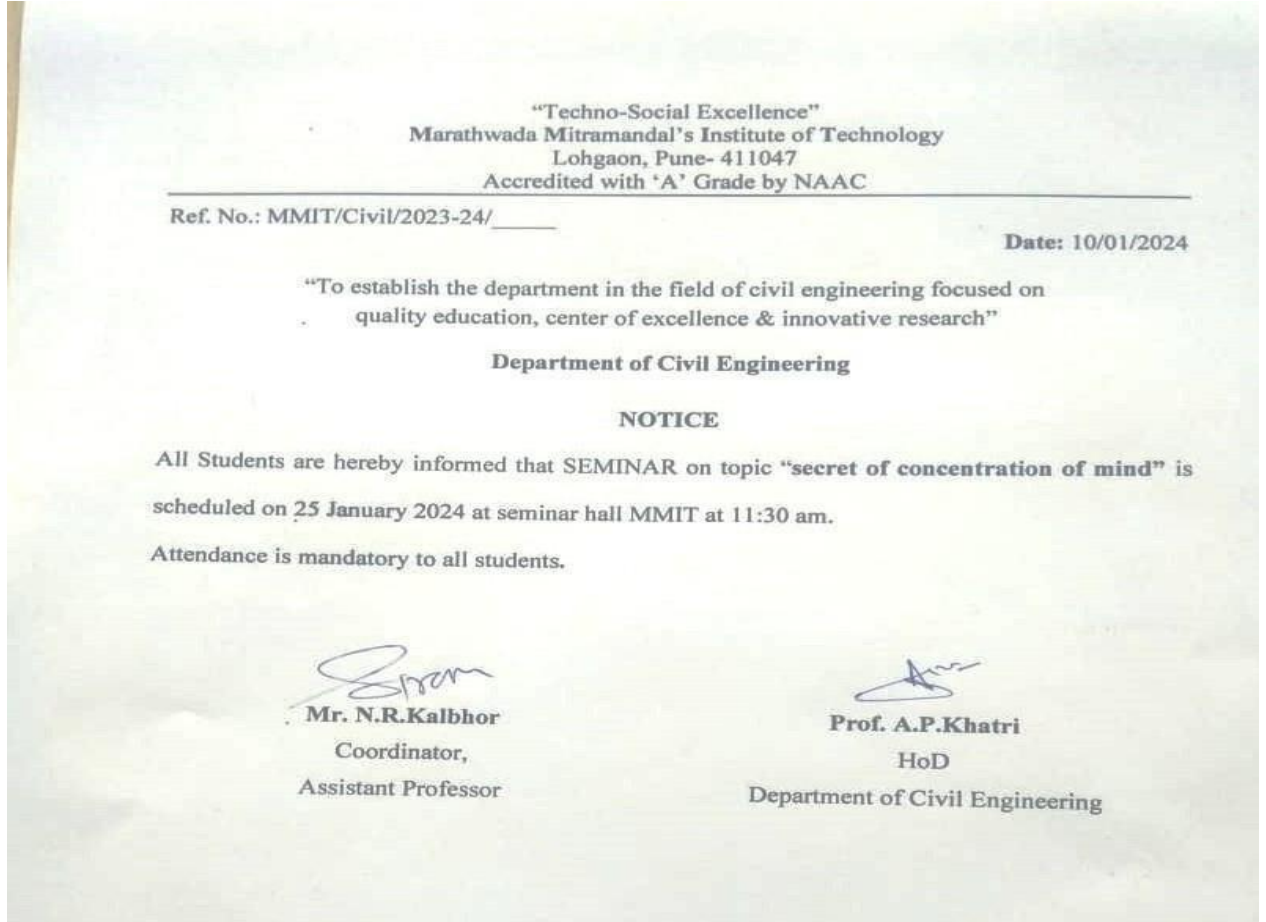 “Techno-Social Excellence”
Marathwada Mitramandal’s Institute of Technology
Lohgaon, Pune- 411047
Accredited with ‘A’ Grade by NAAC
Ref. No.: MMIT/Civil/2023-24/_____
Date: 10/01/2024
“To establish the department in the field of civil engineering focused on
quality education, center of excellence & innovative research”
Department of Civil Engineering
NOTICE
All Students are hereby informed that SEMINAR on topic “secret of concentration of mind” is
scheduled on 25 January 2024 at seminar hall MMIT at 11:30 am.
Attendance is mandatory to all students.
Mr. N.R.Kalbhor
Coordinator,
Assistant Professor
Prof. A.P.Khatri
HoD
Department of Civil Engineering